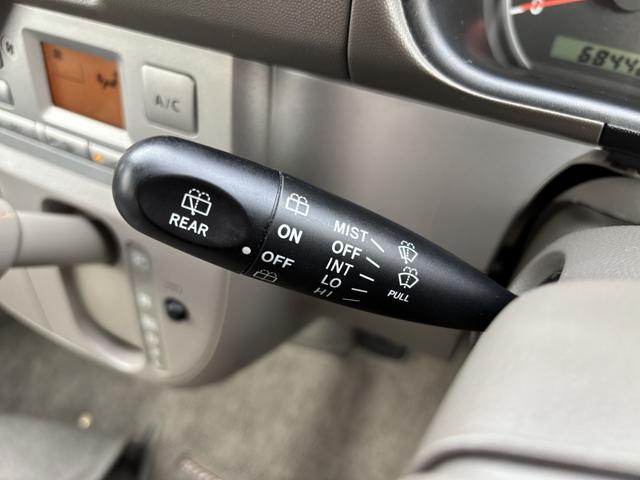 A/C
REAR
ON
OFF
MIST
OFF
INT
LO
HI
PULL